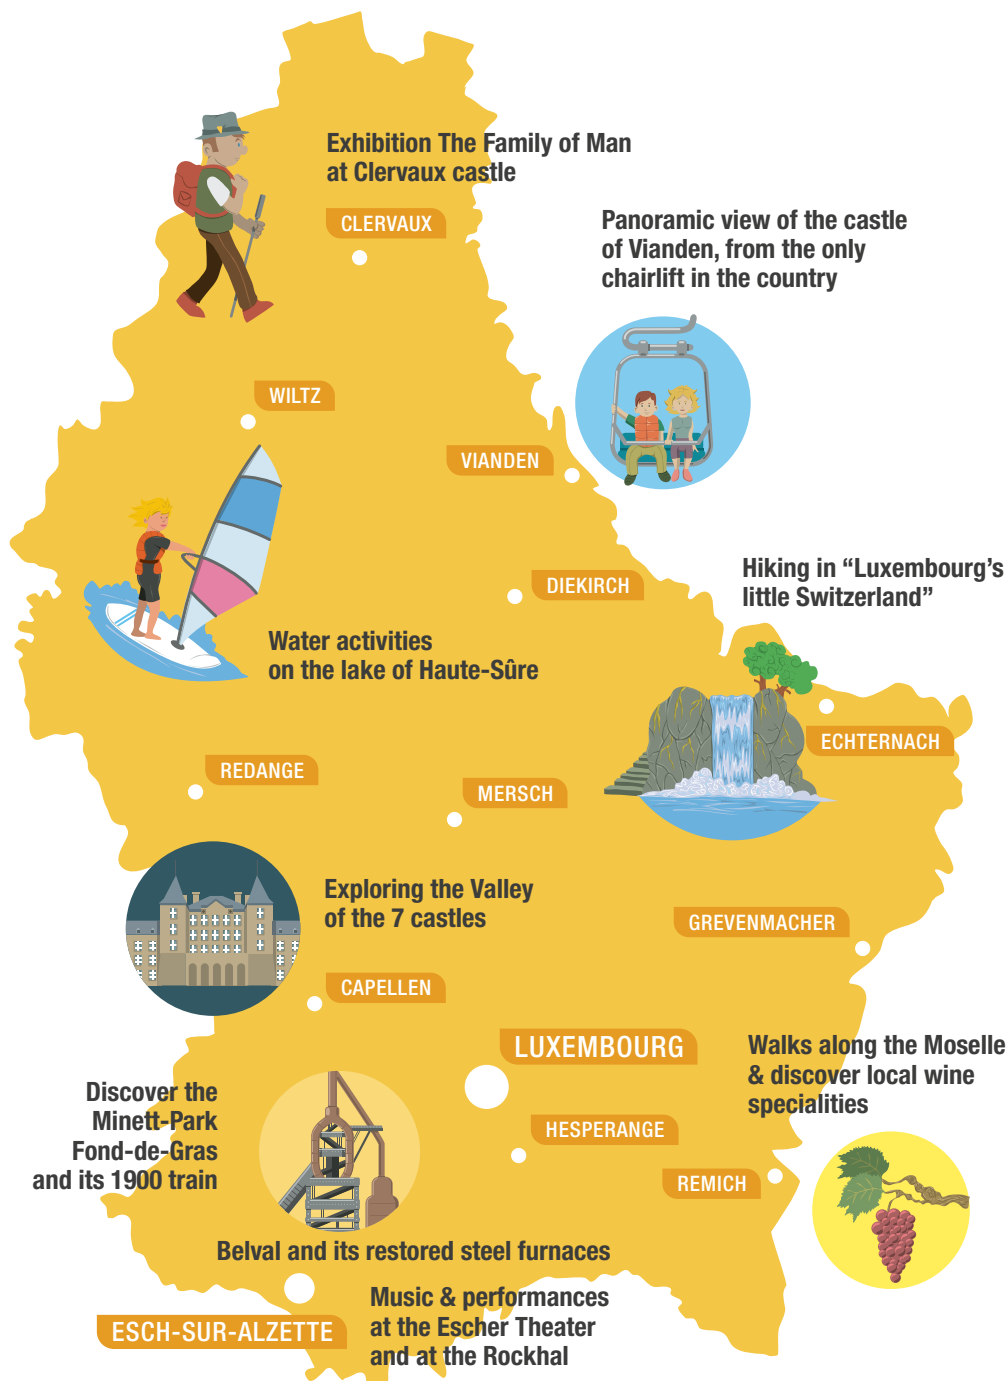 Exhibition The Family of Man
at Clervaux castle
CLERVAUX
Panoramic view of the castle
of Vianden, from the only
chairlift in the country
WILTZ
VIANDEN
Hiking in “Luxembourg’s
little Switzerland”
DIEKIRCH
Water activities
on the lake of Haute-Sûre
ECHTERNACH
REDANGE
MERSCH
Exploring the Valley
of the 7 castles
GREVENMACHER
CAPELLEN
LUXEMBOURG
Walks along the Moselle
& discover local wine
specialities
Discover the
Minett-Park
Fond-de-Gras
and its 1900 train
HESPERANGE
REMICH
Belval and its restored steel furnaces
Music & performances
at the Escher Theater
and at the Rockhal
ESCH-SUR-ALZETTE